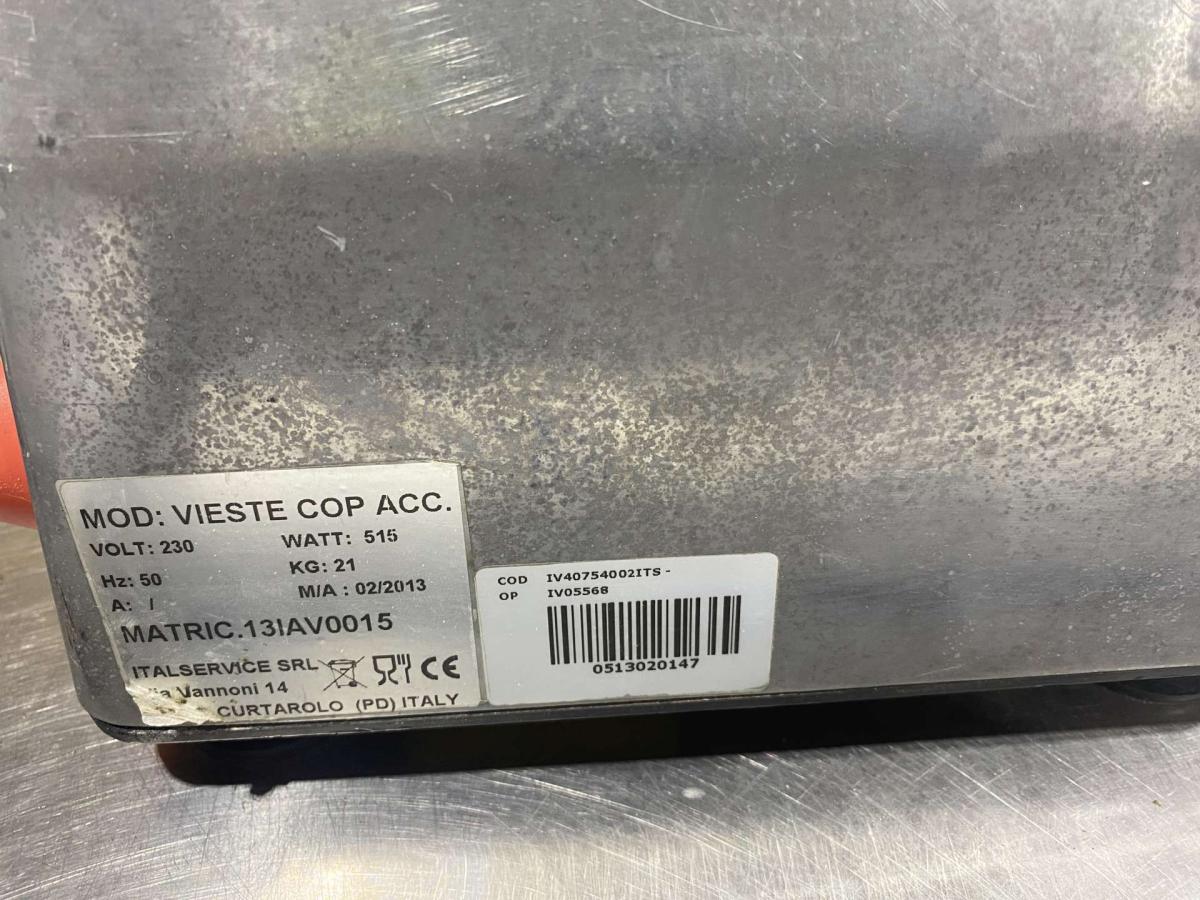 MOD: VIESTE COP ACC.
VOLT: 230 WATT: 515
Hz: 50 KG: 21
A: / M/A : 02/2013
MATRIC.13IAV0015
ITALSERVICE SRL
Vannoni 14
CURTAROLO (PD) ITALY
CE
COD IV40754002ITS -
OP IV05568
0513020147